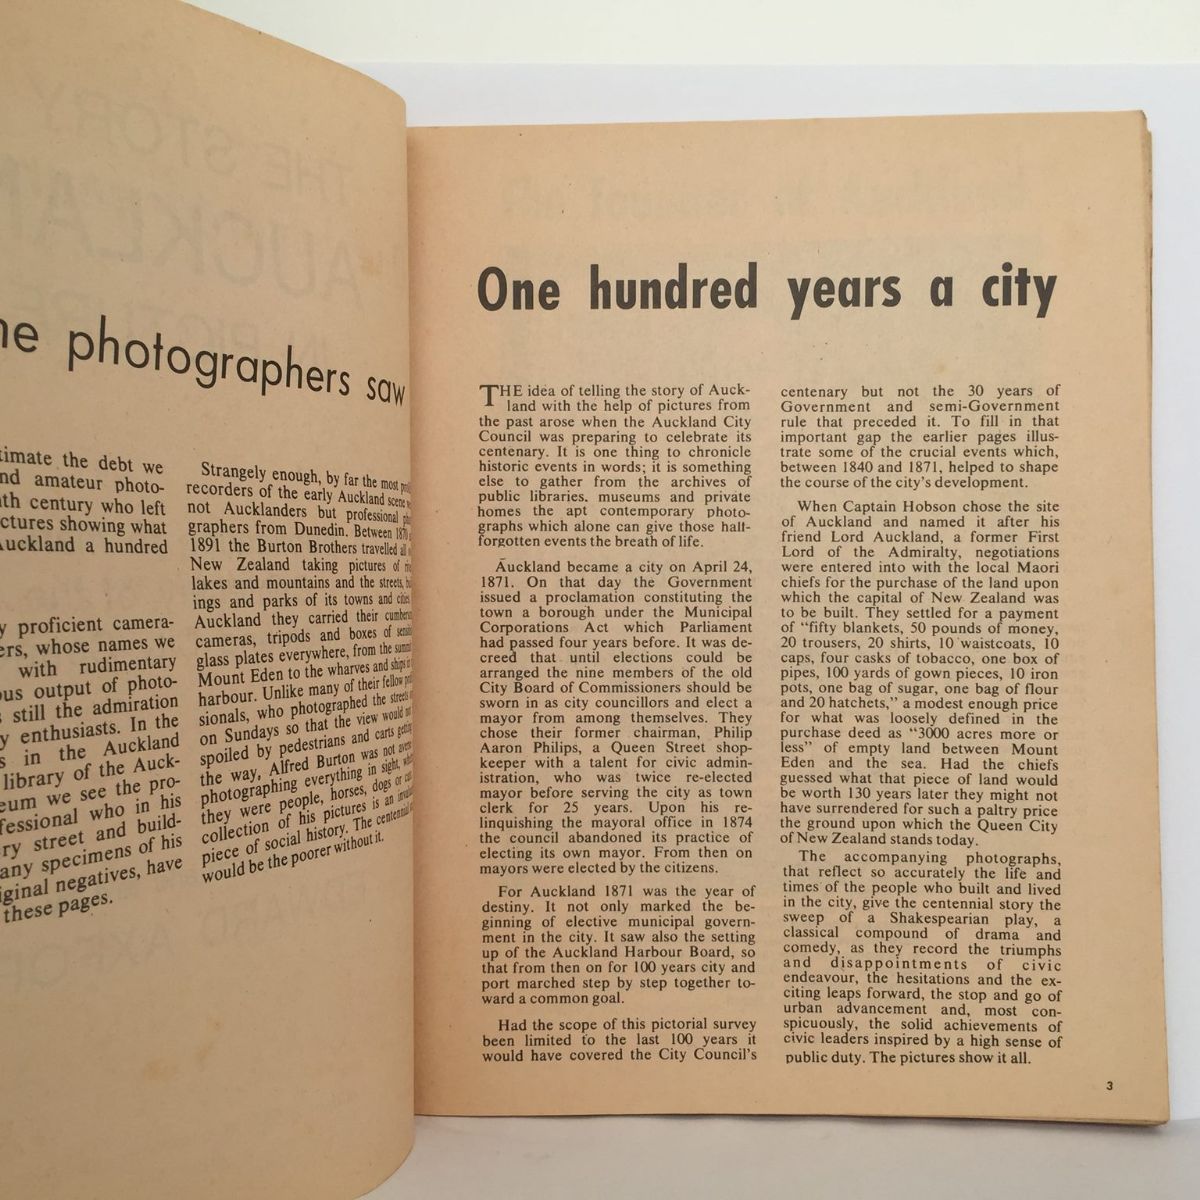 THE STORY
photographers saw
the debt we
nd amateur photo-
century who left
showing what
Auckland a hundred
proficient camera-
whose names we
with rudimentary
output of photo-
still the admiration
enthusiasts. In the
in the Auckland
library of the Auck-
we see the pro-
who in his
street and build-
specimens of his
negatives, have
these pages.
Strangely enough, by far the most
recorders of the early Auckland scene
not Aucklanders but professional
graphers from Dunedin. Between
1891 the Burton Brothers travelled
New Zealand taking pictures of
lakes and mountains and the streets,
ings and parks of its towns and
Auckland they carried their
cameras, tripods and boxes of
glass plates everywhere, from the
Mount Eden to the wharves and ships
harbour. Unlike many of their fellow
sionals, who photographed the
on Sundays so that the view would
spoiled by pedestrians and carts
the way, Alfred Burton was not
photographing everything in sight,
they were people, horses, dogs or
collection of his pictures is an
piece of social history. The
would be the poorer without it.
One hundred years a city
THE idea of telling the story of Auck-
land with the help of pictures from
the past arose when the Auckland City
Council was preparing to celebrate its
centenary. It is one thing to chronicle
historic events in words; it is something
else to gather from the archives of
public libraries. museums and private
homes the apt contemporary photo-
graphs which alone can give those half-
forgotten events the breath of life.
Auckland became a city on April 24,
1871. On that day the Government
issued a proclamation constituting the
town a borough under the Municipal
Corporations Act which Parliament
had passed four years before. It was de-
creed that until elections could be
arranged the nine members of the old
City Board of Commissioners should be
sworn in as city councillors and elect a
mayor from among themselves. They
chose their former chairman, Philip
Aaron Philips, a Queen Street shop-
keeper with a talent for civic admin-
istration, who was twice re-elected
mayor before serving the city as town
clerk for 25 years. Upon his re-
linquishing the mayoral office in 1874
the council abandoned its practice of
electing its own mayor. From then on
mayors were elected by the citizens.
For Auckland 1871 was the year of
destiny. It not only marked the be-
ginning of elective municipal govern-
ment in the city. It saw also the setting
up of the Auckland Harbour Board, so
that from then on for 100 years city and
port marched step by step together to-
ward a common goal.
Had the scope of this pictorial survey
been limited to the last 100 years it
would have covered the City Council's
centenary but not the 30 years of
Government and semi-Government
rule that preceded it. To fill in that
important gap the earlier pages illus-
trate some of the crucial events which,
between 1840 and 1871, helped to shape
the course of the city's development.
When Captain Hobson chose the site
of Auckland and named it after his
friend Lord Auckland, a former First
Lord of the Admiralty, negotiations
were entered into with the local Maori
chiefs for the purchase of the land upon
which the capital of New Zealand was
to be built. They settled for a payment
of "fifty blankets, 50 pounds of money,
20 trousers, 20 shirts, 10 waistcoats, 10
caps, four casks of tobacco, one box of
pipes, 100 yards of gown pieces, 10 iron
pots, one bag of sugar, one bag of flour
and 20 hatchets," a modest enough price
for what was loosely defined in the
purchase deed as "3000 acres more or
less" of empty land between Mount
Eden and the sea. Had the chiefs
guessed what that piece of land would
be worth 130 years later they might not
have surrendered for such a paltry price
the ground upon which the Queen City
of New Zealand stands today.
The accompanying photographs,
that reflect so accurately the life and
times of the people who built and lived
in the city, give the centennial story the
sweep of a Shakespearian play, a
classical compound of drama and
comedy, as they record the triumphs
and disappointments of civic
endeavour, the hesitations and the ex-
citing leaps forward, the stop and go of
urban advancement and, most con-
spicuously, the solid achievements of
civic leaders inspired by a high sense of
public duty. The pictures show it all.
3